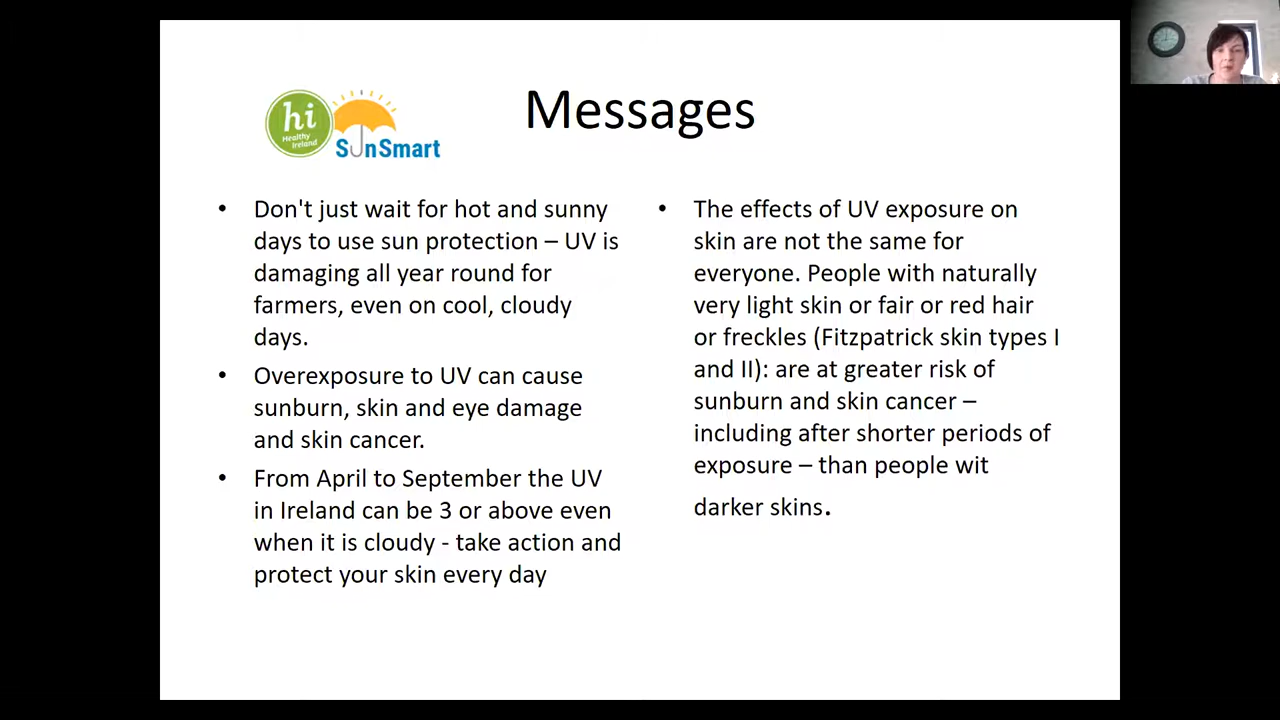 Messages
hi
Healthy
Ireland
SunSmart
• Don't just wait for hot and sunny
days to use sun protection – UV is
damaging all year round for
farmers, even on cool, cloudy
days.
• Overexposure to UV can cause
sunburn, skin and eye damage
and skin cancer.
• From April to September the UV
in Ireland can be 3 or above even
when it is cloudy - take action and
protect your skin every day
• The effects of UV exposure on
skin are not the same for
everyone. People with naturally
very light skin or fair or red hair
or freckles (Fitzpatrick skin types I
and II): are at greater risk of
sunburn and skin cancer –
including after shorter periods of
exposure – than people wit
darker skins.